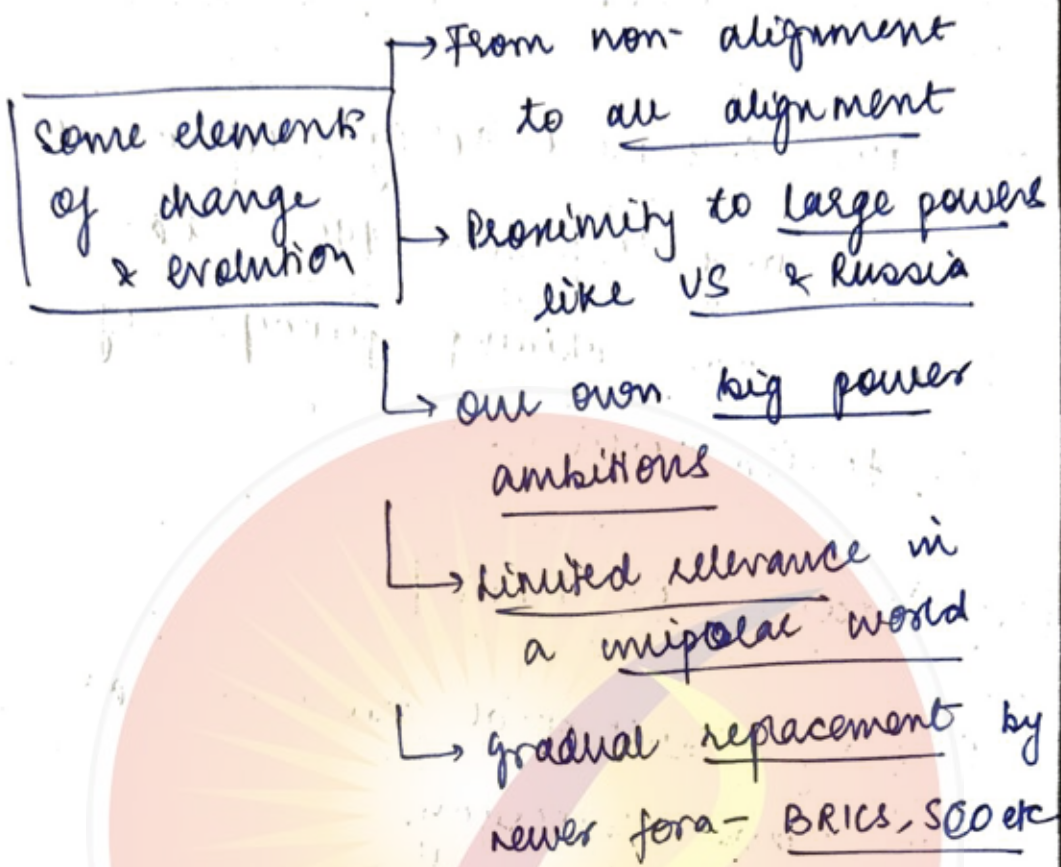 Some elements
of change
& evolution
→ From non-alignment
to all alignment
→ Proximity to large powers
like US & Russia
→ our own big power
ambitions
→ Limited relevance in
a unipolar world
→ gradual replacement by
newer fora - BRICS, SCO etc